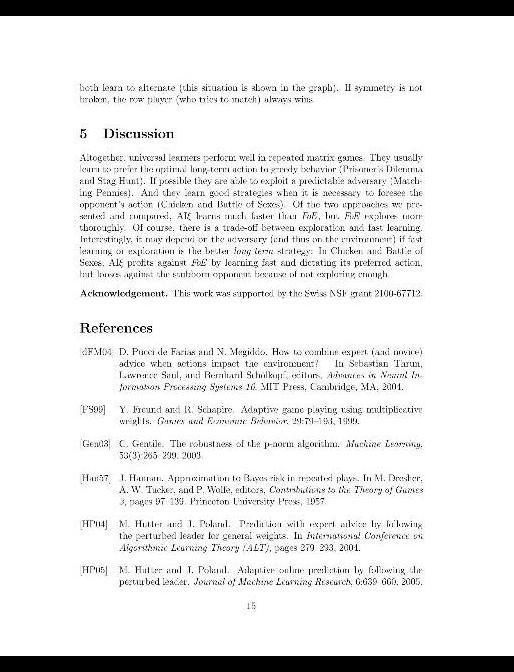 both learn to alternate (this situation is shown in the graph). If symmetry is not
broken, the row player (who tries to match) always wins.
5 Discussion
Altogether, universal learners perform well in repeated matrix games. They usually
learn to prefer the optimal long-term action to greedy behavior (Prisoner's Dilemma
and Stag Hunt). If possible they are able to exploit a predictable adversary (Match-
ing Pennies). And they learn good strategies when it is necessary to foresee the
opponent's action (Chicken and Battle of Sexes). Of the two approaches we pre-
sented and compared, AIξ learns much faster than FoE, but FoE explores more
thoroughly. Of course, there is a trade-off between exploration and fast learning.
Interestingly, it may depend on the adversary (and thus on the environment) if fast
learning or exploration is the better long term strategy: In Chicken and Battle of
Sexes, AIξ profits against FoE by learning fast and dictating its preferred action,
but looses against the stubborn opponent because of not exploring enough.
Acknowledgement. This work was supported by the Swiss NSF grant 2100-67712.
References
[dFM04] D. Pucci de Farias and N. Megiddo. How to combine expert (and novice)
advice when actions impact the environment? In Sebastian Thrun,
Lawrence Saul, and Bernhard Schölkopf, editors, Advances in Neural In-
formation Processing Systems 16. MIT Press, Cambridge, MA, 2004.
[FS99] Y. Freund and R. Schapire. Adaptive game playing using multiplicative
weights. Games and Economic Behavior, 29:79–103, 1999.
[Gen03] C. Gentile. The robustness of the p-norm algorithm. Machine Learning,
53(3):265–299, 2003.
[Han57] J. Hannan. Approximation to Bayes risk in repeated plays. In M. Dresher,
A. W. Tucker, and P. Wolfe, editors, Contributions to the Theory of Games
3, pages 97–139. Princeton University Press, 1957.
[HP04] M. Hutter and J. Poland. Prediction with expert advice by following
the perturbed leader for general weights. In International Conference on
Algorithmic Learning Theory (ALT), pages 279–293, 2004.
[HP05] M. Hutter and J. Poland. Adaptive online prediction by following the
perturbed leader. Journal of Machine Learning Research, 6:639–660, 2005.
15